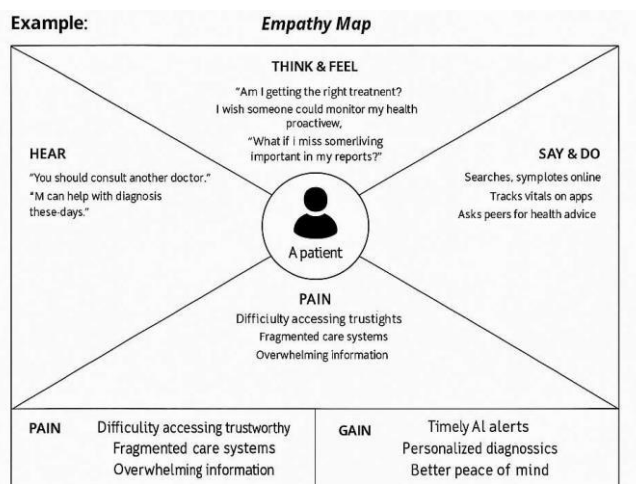 Example:
Empathy Map
THINK & FEEL
"Am I getting the right treatnent?
I wish someone could monitor my health
proactivew,
"What if i miss somerliving
important in my reports?"
HEAR
"You should consult another doctor."
"M can help with diagnosis
these-days."
SAY & DO
Searches, symplotes online
Tracks vitals on apps
Asks peers for health advice
A patient
PAIN
Difficlulty accessing trustights
Fragmented care systems
Overwhelming information
PAIN
Difficulity accessing trustworthy
Fragmented care systems
Overwhelming information
GAIN
Timely Al alerts
Personalized diagnossics
Better peace of mind